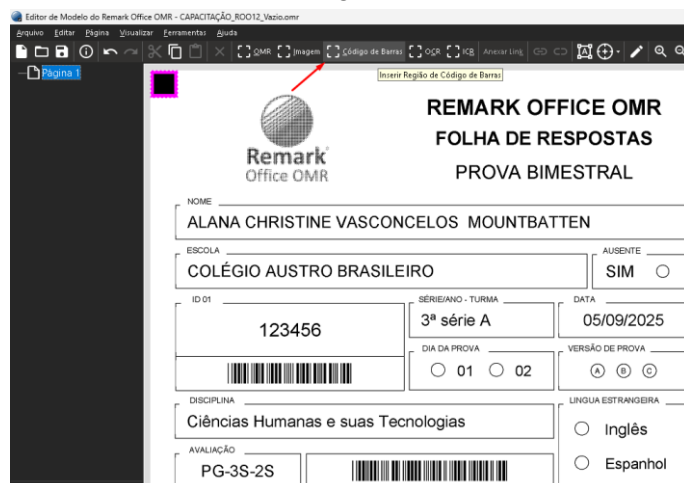 Editor de Modelo do Remark Office OMR - CAPACITAÇÃO_ROO12_Vazio.omr
Arquivo Editar Página Visualizar Ferramentas Ajuda
OMR Imagem Código de Barras OCR ICR Anexar Link
Inserir Região de Código de Barras
Página 1
REMARK OFFICE OMR
FOLHA DE RESPOSTAS
Remark
Office OMR
PROVA BIMESTRAL
NOME
ALANA CHRISTINE VASCONCELOS MOUNTBATTEN
ESCOLA
COLÉGIO AUSTRO BRASILEIRO
AUSENTE
SIM
ID 01
123456
SÉRIE/ANO - TURMA
3ª série A
DATA
05/09/2025
DIA DA PROVA
01 02
VERSÃO DE PROVA
A B C
DISCIPLINA
Ciências Humanas e suas Tecnologias
LINGUA ESTRANGEIRA
Inglês
Espanhol
AVALIAÇÃO
PG-3S-2S